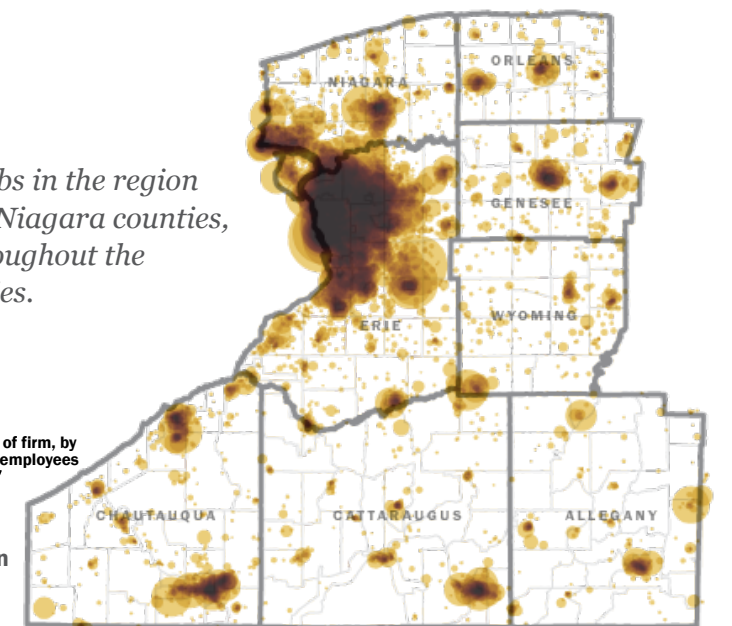 ORLEANS
NIAGARA
bs in the region
Niagara counties,
oughout the
es.
GENESEE
WYOMING
ERIE
of firm, by
employees
CHAUTAUQUA
CATTARAUGUS
ALLEGANY
n